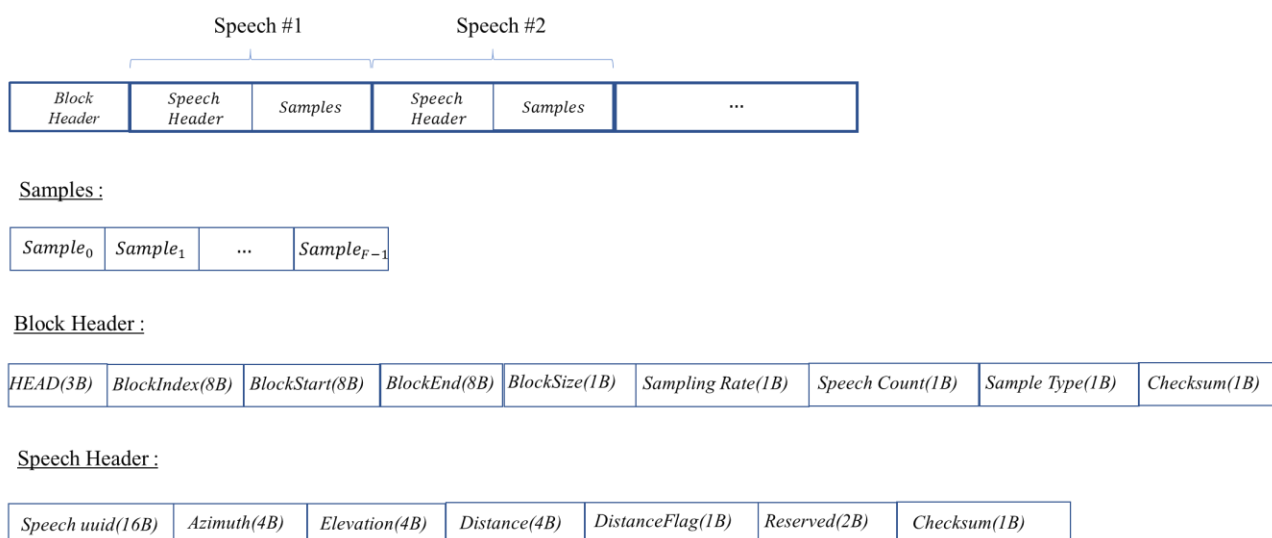 Speech #1 Speech #2
Block Header Speech Header Samples Speech Header Samples ...
Samples :
Sample₀ Sample₁ ... Sample_{F−1}
Block Header :
HEAD(3B) BlockIndex(8B) BlockStart(8B) BlockEnd(8B) BlockSize(1B) Sampling Rate(1B) Speech Count(1B) Sample Type(1B) Checksum(1B)
Speech Header :
Speech uuid(16B) Azimuth(4B) Elevation(4B) Distance(4B) DistanceFlag(1B) Reserved(2B) Checksum(1B)